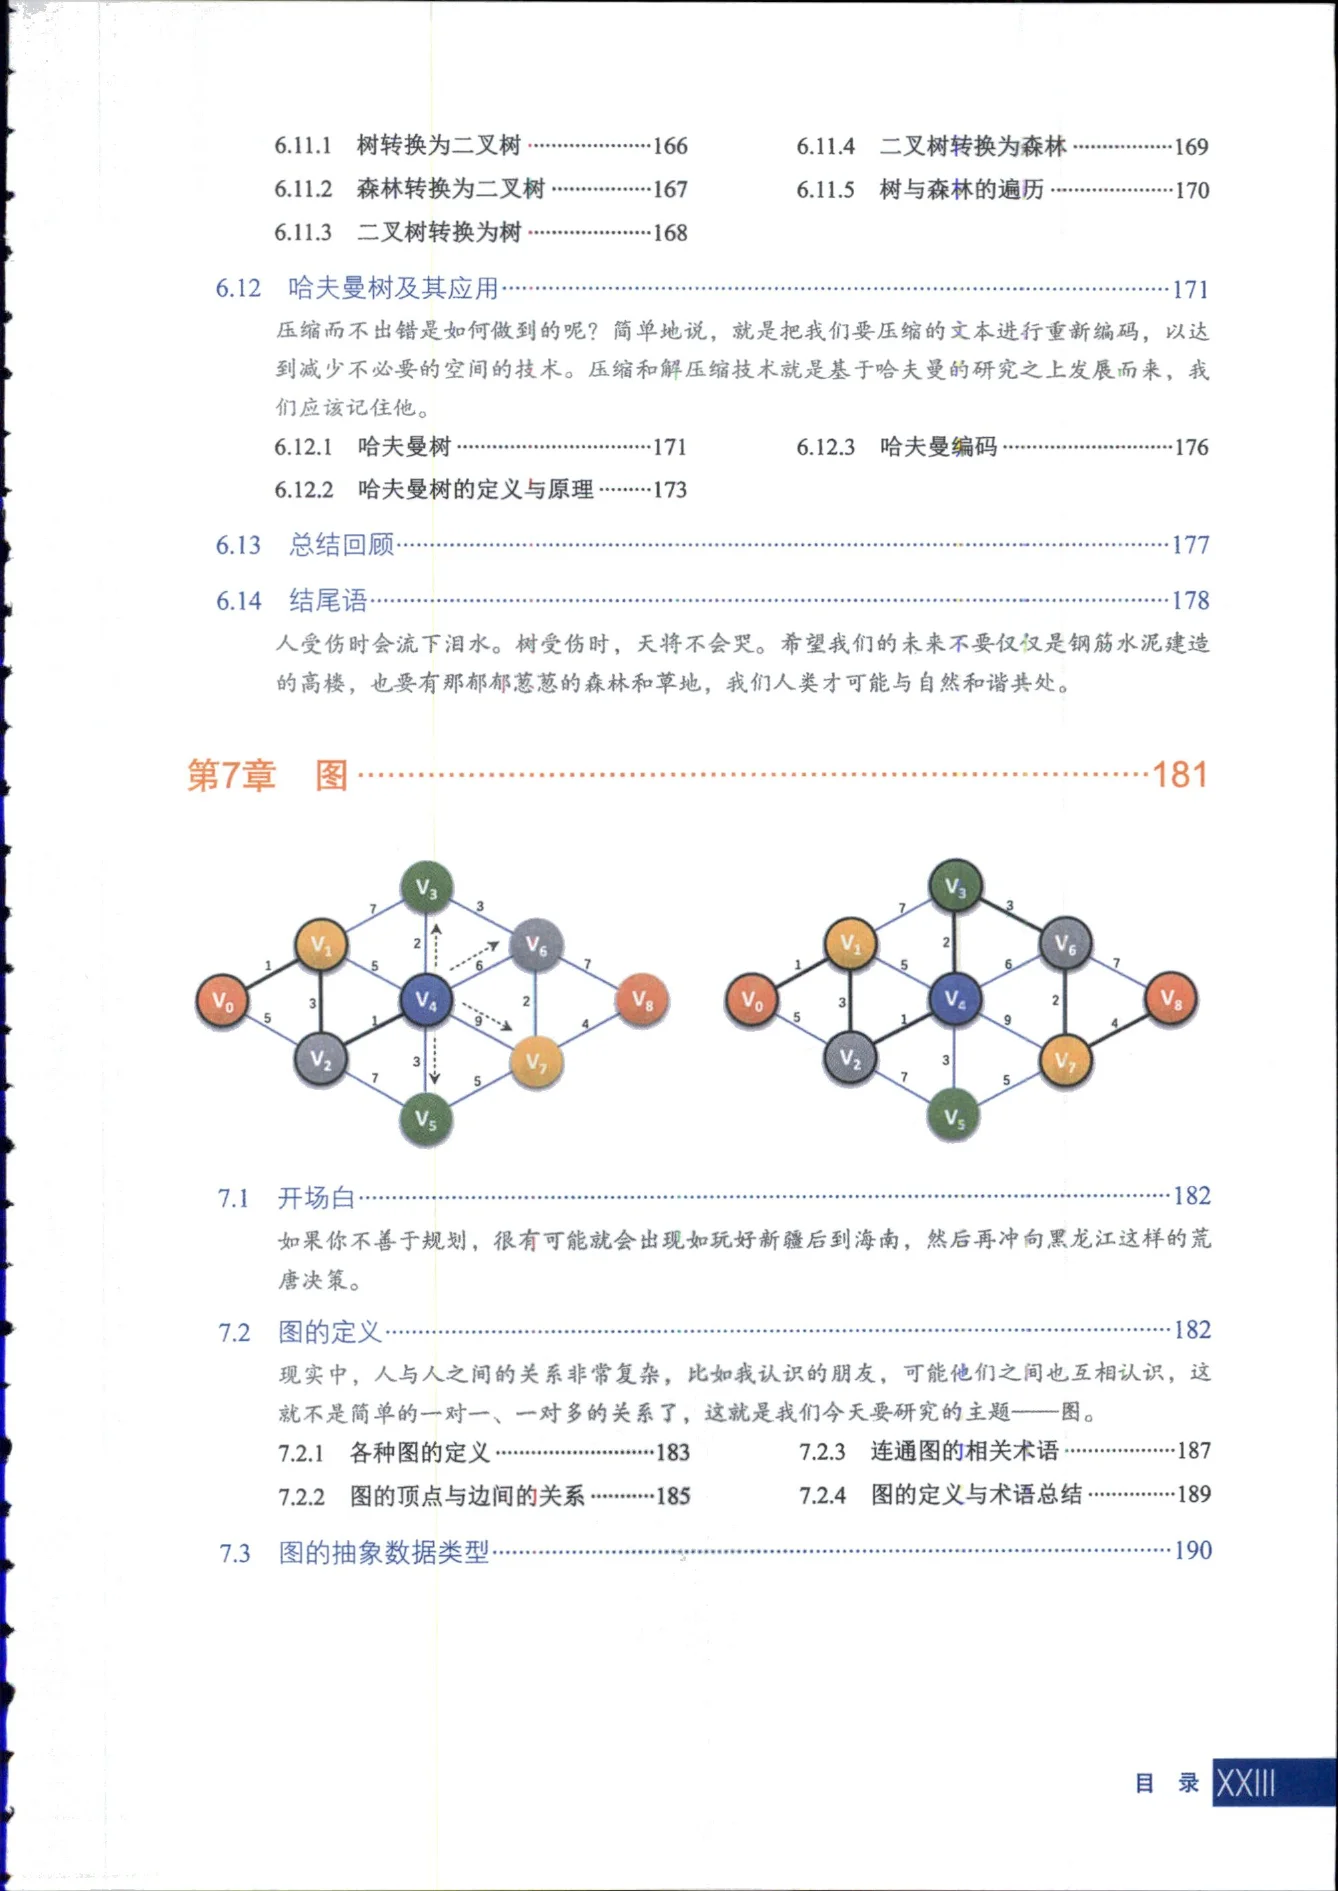 6.11.1 树转换为二叉树·····················166
6.11.2 森林转换为二叉树·················167
6.11.3 二叉树转换为树·····················168
6.11.4 二叉树转换为森林·················169
6.11.5 树与森林的遍历·····················170
6.12 哈夫曼树及其应用·····················171
压缩而不出错是如何做到的呢？简单地说，就是把我们要压缩的文本进行重新编码，以达
到减少不必要的空间的技术。压缩和解压缩技术就是基于哈夫曼的研究之上发展而来，我
们应该记住他。
6.12.1 哈夫曼树·····················171
6.12.2 哈夫曼树的定义与原理·········173
6.12.3 哈夫曼编码·····················176
6.13 总结回顾·····················177
6.14 结尾语·····················178
人受伤时会流下泪水。树受伤时，天将不会哭。希望我们的未来不要仅仅是钢筋水泥建造
的高楼，也要有那郁郁葱葱的森林和草地，我们人类才可能与自然和谐共处。
第7章 图·····················181
V3
7 3
V1 2 V6
1 5 6 7
V0 3 V4 2 V8
5 1 9 4
V2 3 V7
7 5
V5
V3
7 3
V1 2 V6
1 5 6 7
V0 3 V4 2 V8
5 1 9 4
V2 3 V7
7 5
V5
7.1 开场白·····················182
如果你不善于规划，很有可能就会出现如玩好新疆后到海南，然后再冲向黑龙江这样的荒
唐决策。
7.2 图的定义·····················182
现实中，人与人之间的关系非常复杂，比如我认识的朋友，可能他们之间也互相认识，这
就不是简单的一对一、一对多的关系了，这就是我们今天要研究的主题——图。
7.2.1 各种图的定义·····················183
7.2.2 图的顶点与边间的关系···········185
7.2.3 连通图的相关术语···················187
7.2.4 图的定义与术语总结···············189
7.3 图的抽象数据类型·····················190
目 录 XXIII